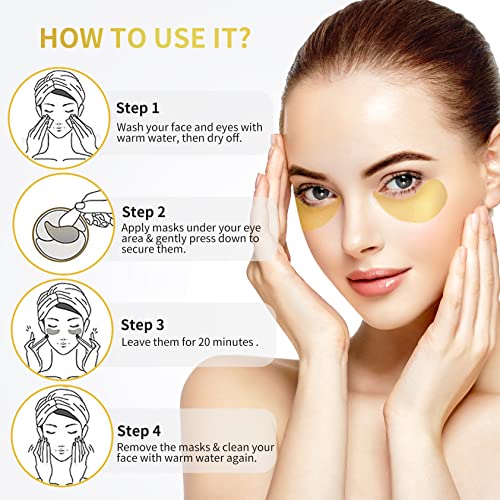 HOW TO USE IT?
Step 1
Wash your face and eyes with
warm water, then dry off.
Step 2
Apply masks under your eye
area & gently press down to
secure them.
Step 3
Leave them for 20 minutes .
Step 4
Remove the masks & clean your
face with warm water again.